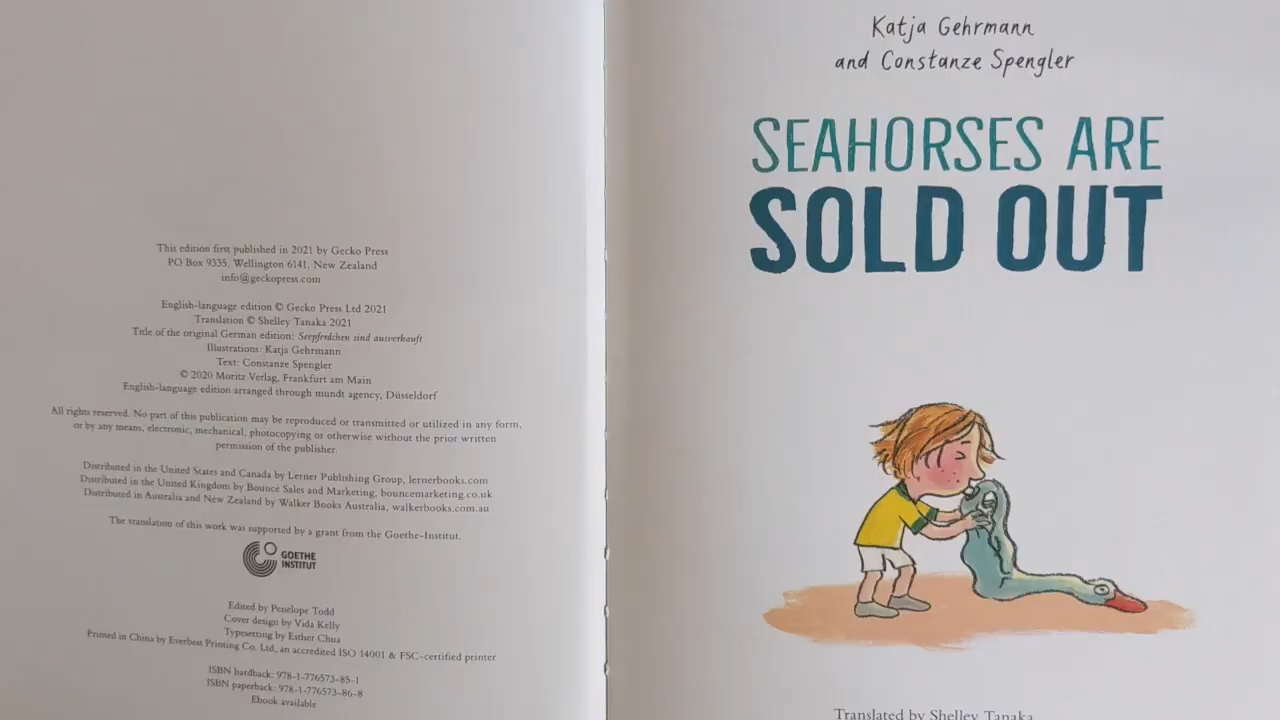 This edition first published in 2021 by Gecko Press
PO Box 9335, Wellington 6141, New Zealand
info@geckopress.com
English-language edition © Gecko Press Ltd 2021
Translation © Shelley Tanaka 2021
Title of the original German edition: Seepferdchen sind ausverkauft
Illustrations: Katja Gehrmann
Text: Constanze Spengler
© 2020 Moritz Verlag, Frankfurt am Main
English-language edition arranged through mundt agency, Düsseldorf
All rights reserved. No part of this publication may be reproduced or transmitted or utilized in any form,
or by any means, electronic, mechanical, photocopying or otherwise without the prior written
permission of the publisher.
Distributed in the United States and Canada by Lerner Publishing Group, lernerbooks.com
Distributed in the United Kingdom by Bounce Sales and Marketing, bouncemarketing.co.uk
Distributed in Australia and New Zealand by Walker Books Australia, walkerbooks.com.au
The translation of this work was supported by a grant from the Goethe-Institut.
GOETHE
INSTITUT
Edited by Penelope Todd
Cover design by Vida Kelly
Typesetting by Esther Chua
Printed in China by Everbest Printing Co. Ltd, an accredited ISO 14001 & FSC-certified printer
ISBN hardback: 978-1-776573-85-1
ISBN paperback: 978-1-776573-86-8
Ebook available
Katja Gehrmann
and Constanze Spengler
SEAHORSES ARE
SOLD OUT
Translated by Shelley Tanaka